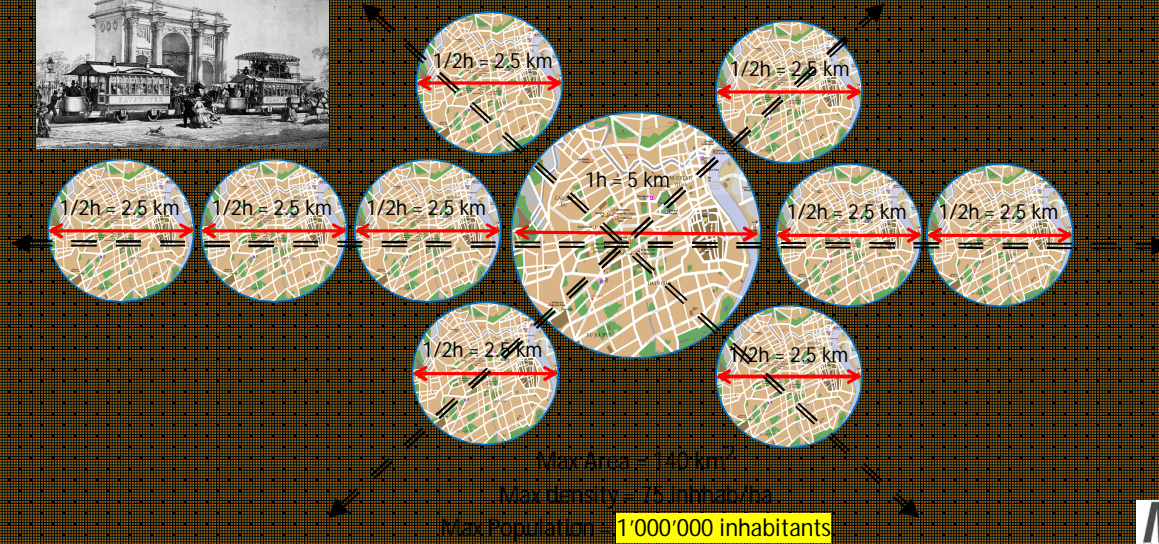 1/2h = 2.5 km
1/2h = 2.5 km
1h = 5 km
1/2h = 2.5 km
1/2h = 2.5 km
1/2h = 2.5 km
1/2h = 2.5 km
1/2h = 2.5 km
1/2h = 2.5 km
1/2h = 2.5 km
Max Area = 140 km²
Max density = 75 inhhab/ha
Max Population = 1'000'000 inhabitants